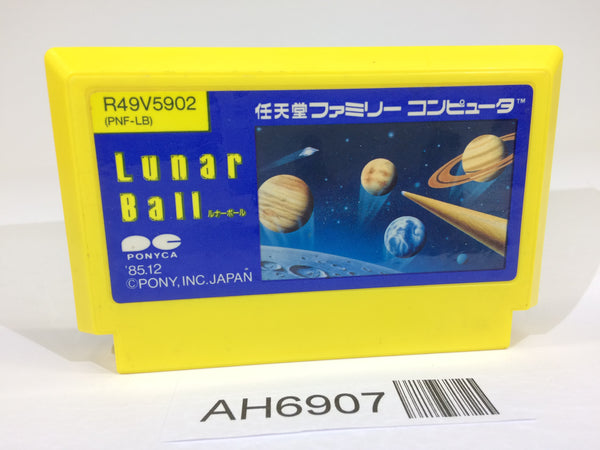 R49V5902
(PNF-LB)
任天堂 ファミリー コンピュータ™
Lunar
Ball ルナーボール
PC
PONYCA
'85.12
©PONY, INC. JAPAN
AH6907